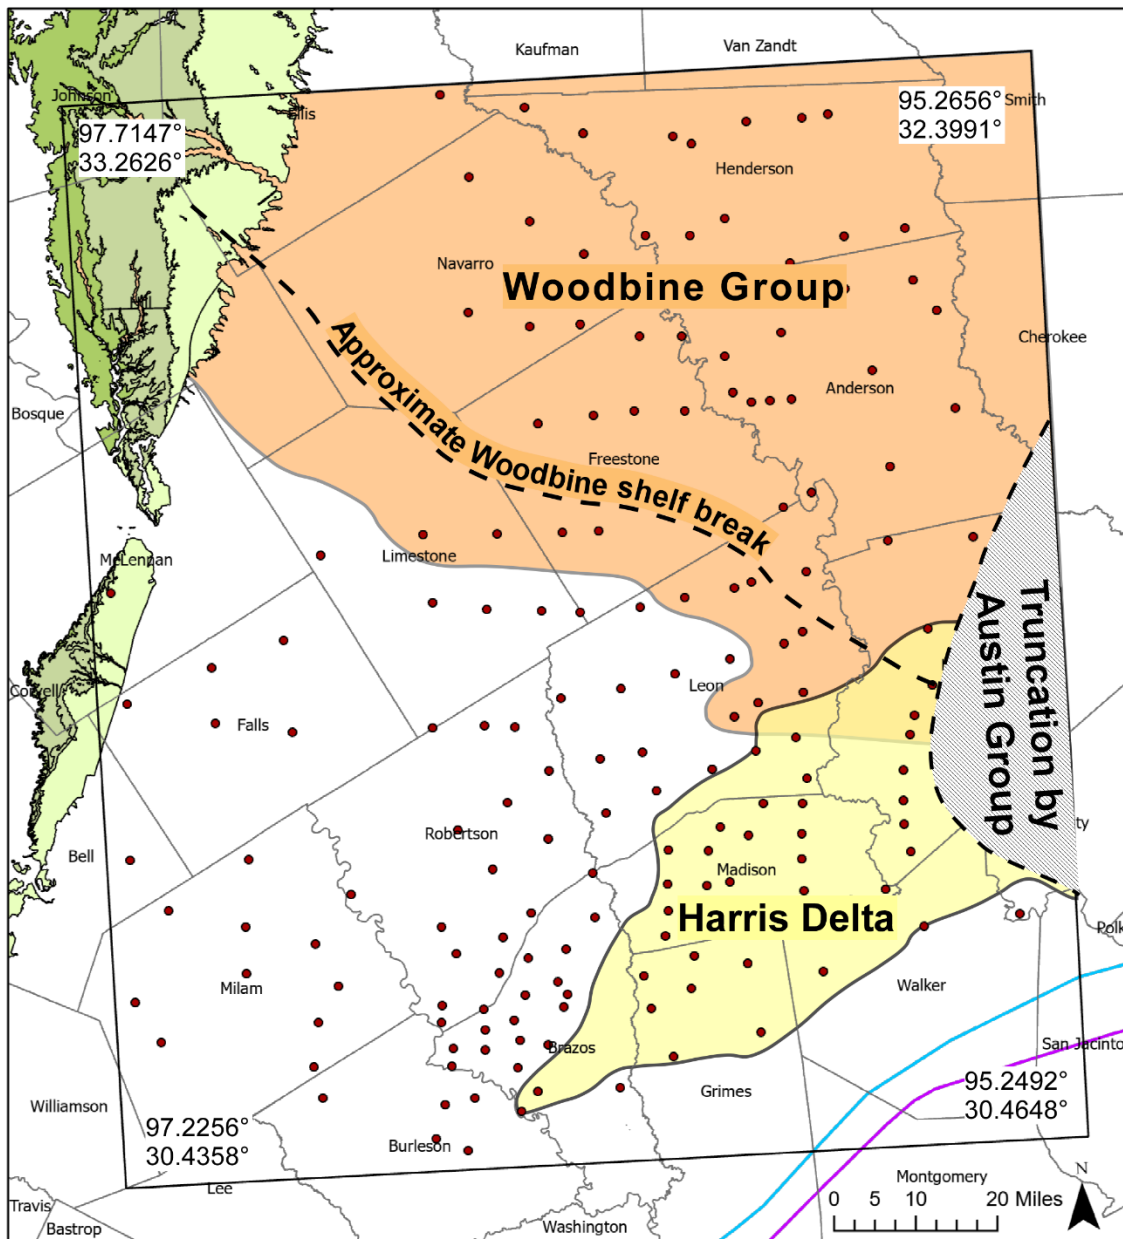 Kaufman
Van Zandt
Johnson
Ellis
Smith
97.7147°
33.2626°
95.2656°
32.3991°
Henderson
Navarro
Woodbine Group
Hill
Cherokee
Approximate Woodbine shelf break
Anderson
Bosque
Freestone
Limestone
McLennan
Truncation by
Austin Group
Coryell
Leon
Falls
Robertson
ty
Bell
Madison
Harris Delta
Polk
Milam
Walker
Brazos
San Jacinto
Williamson
Grimes
95.2492°
30.4648°
97.2256°
30.4358°
Burleson
Lee
Montgomery
N
Travis
Bastrop
Washington
0 5 10 20 Miles